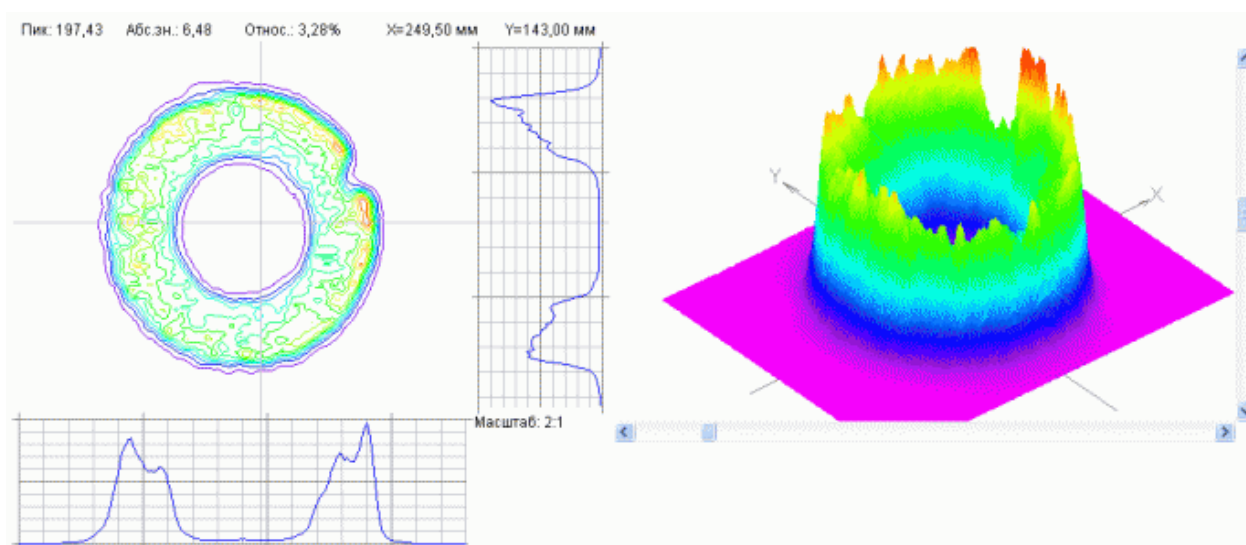 Пик: 197,43 Абс.зн.: 6,48 Относ.: 3,28% X=249,50 мм Y=143,00 мм
Y
X
Масштаб: 2:1